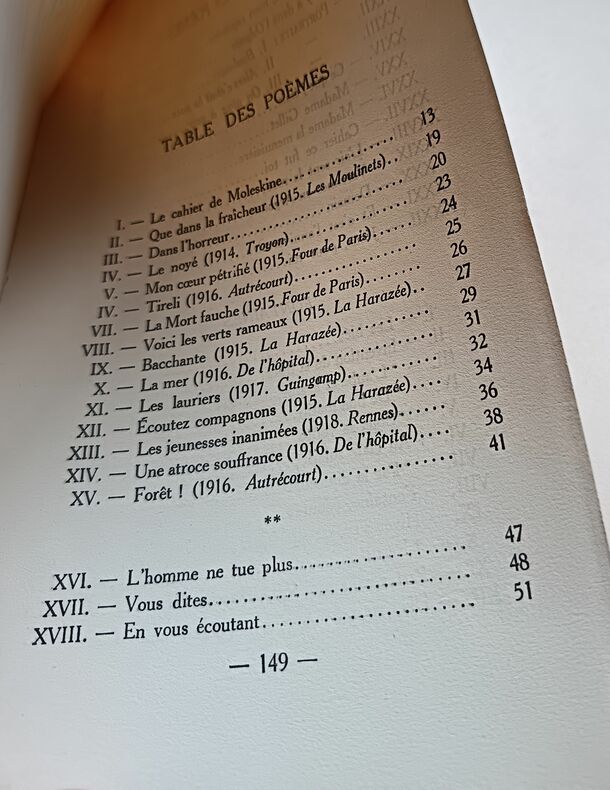 TABLE DES POÈMES
I. — Le cahier de Moleskine.................. 13
II. — Que dans la fraîcheur (1915. Les Moulinets).. 19
III. — Dans l'horreur.......................... 20
IV. — Le noyé (1914. Troyon).................. 23
V. — Mon cœur pétrifié (1915. Four de Paris)..... 24
IV. — Tireli (1916. Autrécourt)................ 25
VII. — La Mort fauche (1915. Four de Paris)....... 26
VIII. — Voici les verts rameaux (1915. La Harazée).. 27
IX. — Bacchante (1915. La Harazée)............ 29
X. — La mer (1916. De l'hôpital)............... 31
XI. — Les lauriers (1917. Guingamp)............ 32
XII. — Écoutez compagnons (1915. La Harazée).... 34
XIII. — Les jeunesses inanimées (1918. Rennes)...... 36
XIV. — Une atroce souffrance (1916. De l'hôpital).... 38
XV. — Forêt ! (1916. Autrécourt)................ 41
**
XVI. — L'homme ne tue plus..................... 47
XVII. — Vous dites............................. 48
XVIII. — En vous écoutant........................ 51
— 149 —